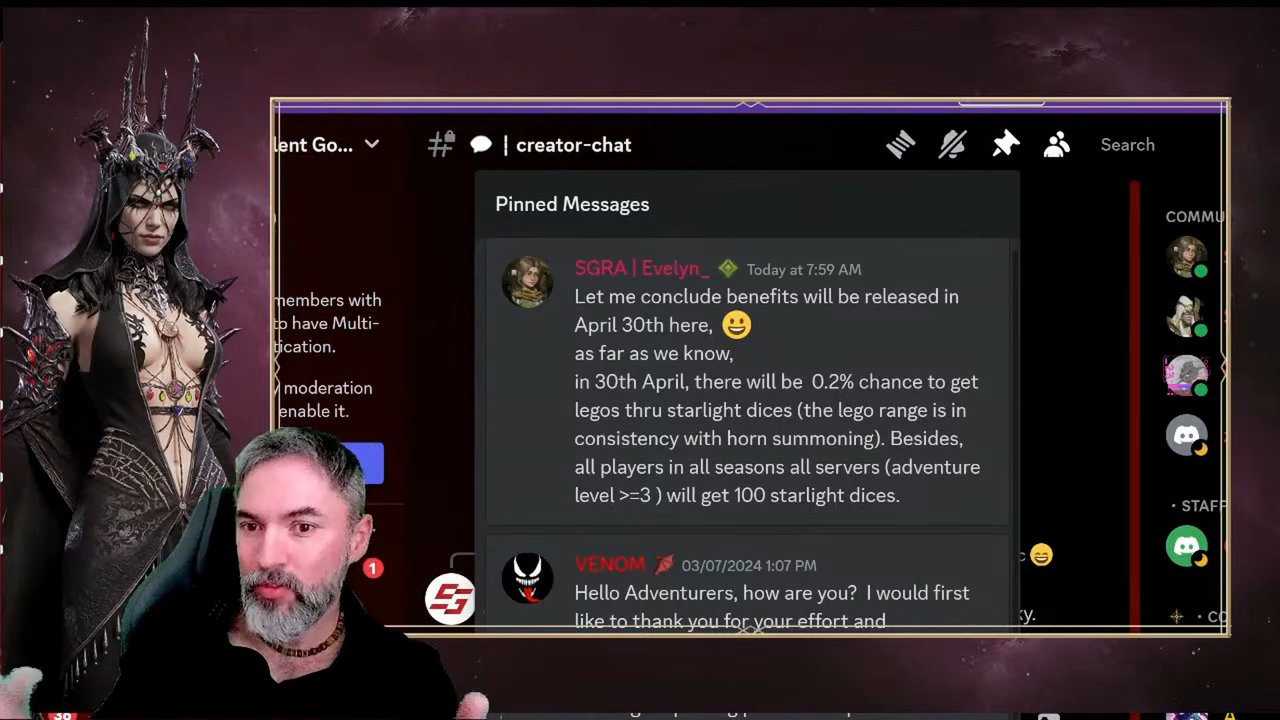 lent Go...
| creator-chat
Search
Pinned Messages
COMMU
SGRA | Evelyn_ Today at 7:59 AM
Let me conclude benefits will be released in
April 30th here, 😀
as far as we know,
in 30th April, there will be 0.2% chance to get
legos thru starlight dices (the lego range is in
consistency with horn summoning). Besides,
all players in all seasons all servers (adventure
level >=3 ) will get 100 starlight dices.
members with
to have Multi-
tication.
moderation
enable it.
STAFF
1
VENOM 03/07/2024 1:07 PM
Hello Adventurers, how are you? I would first
like to thank you for your effort and
ky.
CO
36